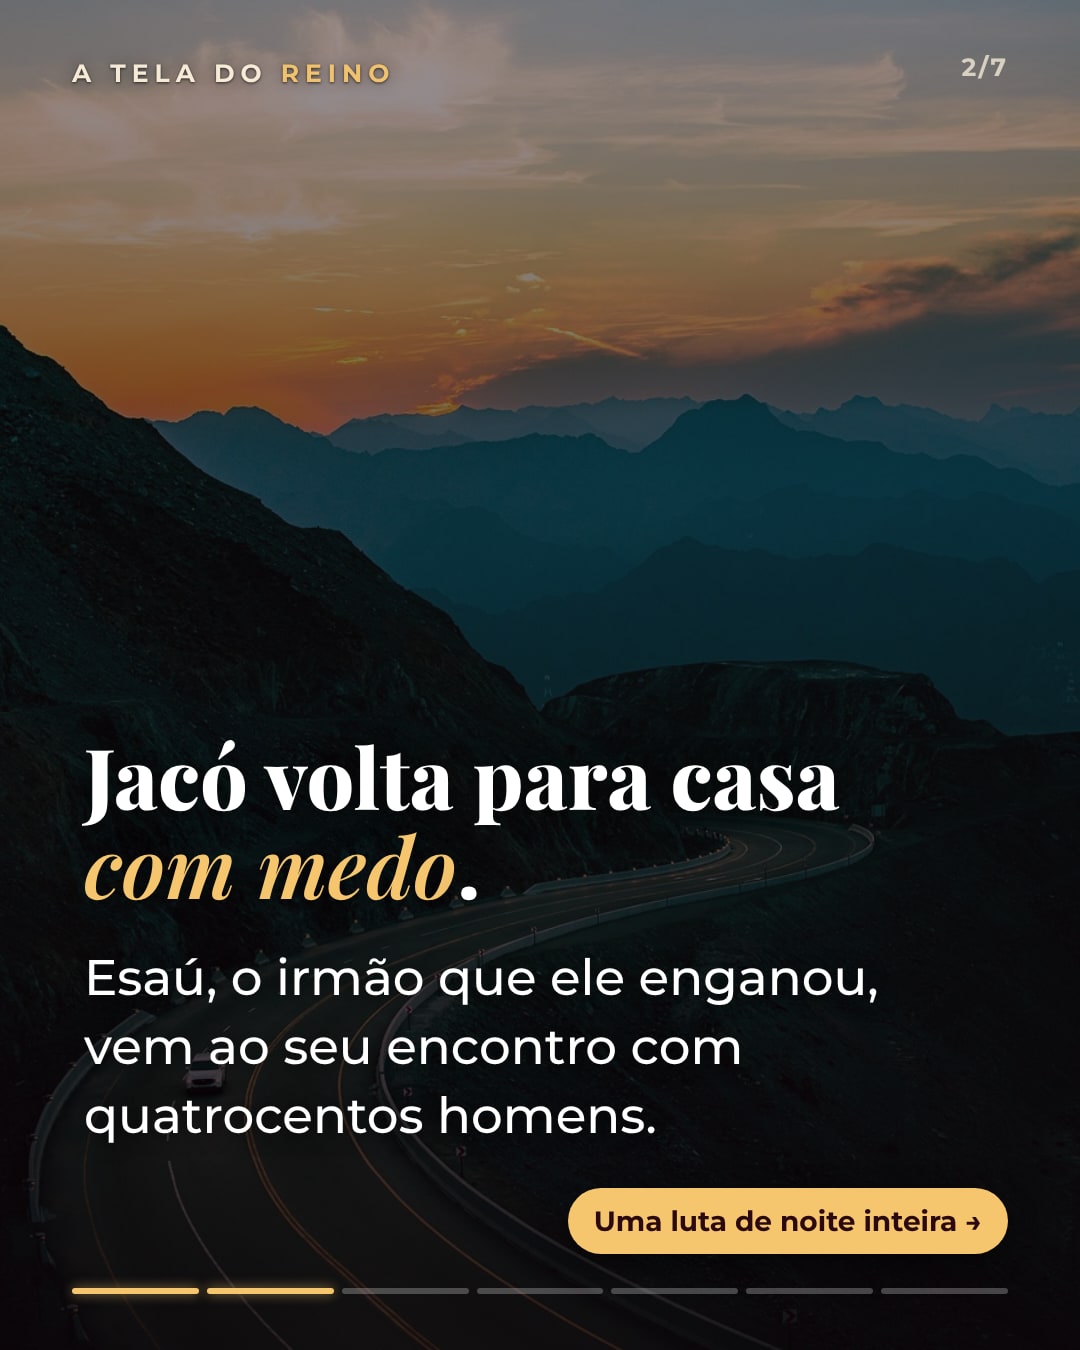 A TELA DO REINO
2/7
Jacó volta para casa
com medo.
Esaú, o irmão que ele enganou,
vem ao seu encontro com
quatrocentos homens.
Uma luta de noite inteira →